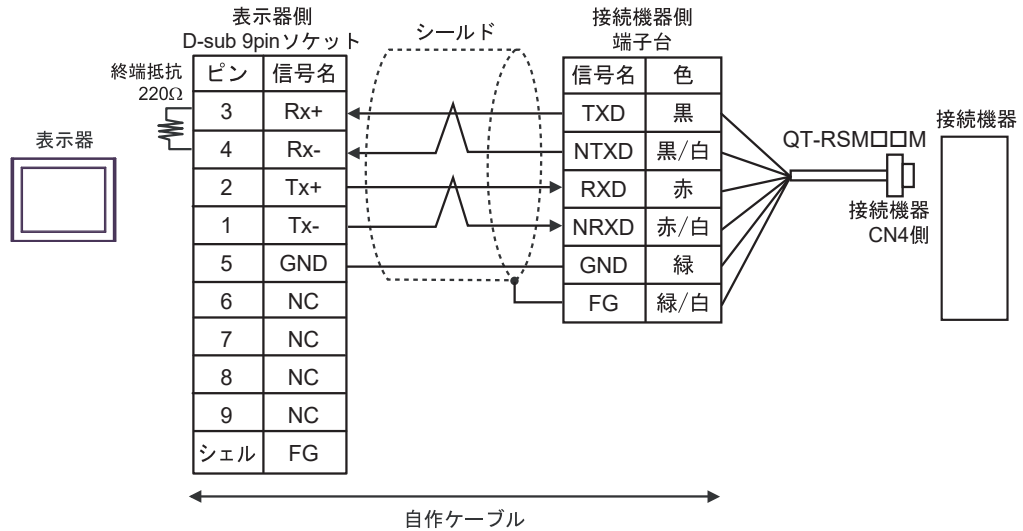 表示器側
D-sub 9pinソケット
シールド
接続機器側
端子台
終端抵抗
220Ω
ピン 信号名
3 Rx+
4 Rx-
2 Tx+
1 Tx-
5 GND
6 NC
7 NC
8 NC
9 NC
シェル FG
信号名 色
TXD 黒
NTXD 黒/白
RXD 赤
NRXD 赤/白
GND 緑
FG 緑/白
表示器
QT-RSM□□M
接続機器
CN4側
接続機器
自作ケーブル